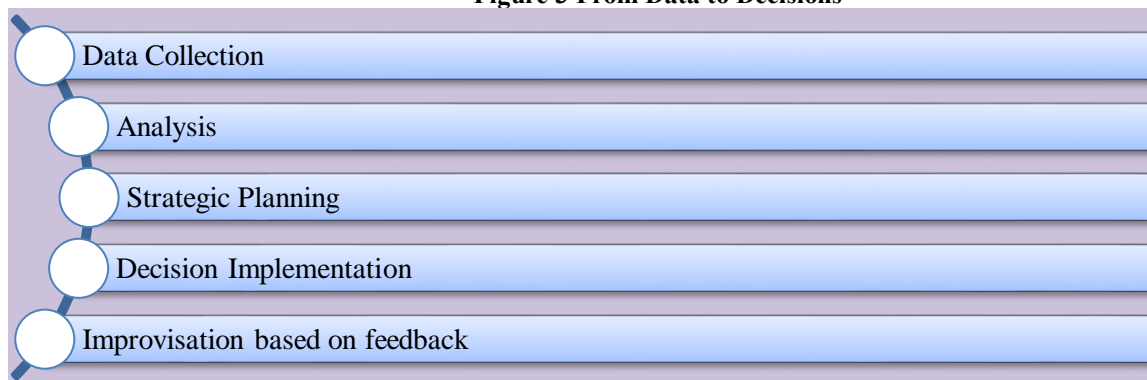 Figure 3 From Data to Decisions
Data Collection
Analysis
Strategic Planning
Decision Implementation
Improvisation based on feedback